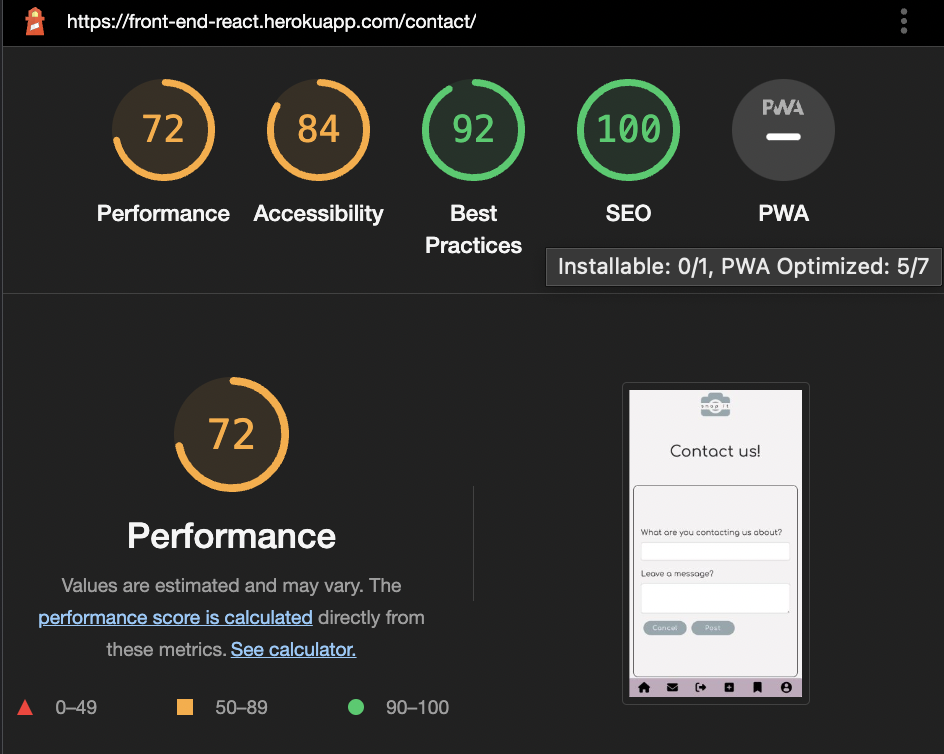 https://front-end-react.herokuapp.com/contact/
72
84
92
100
PWA
Performance
Accessibility
Best
Practices
SEO
PWA
Installable: 0/1, PWA Optimized: 5/7
72
Performance
Values are estimated and may vary. The
performance score is calculated directly from
these metrics. See calculator.
0–49
50–89
90–100
snap it
Contact us!
What are you contacting us about?
Leave a message?
Cancel
Post